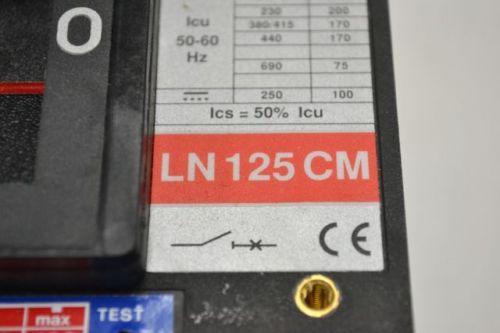 O
230 200
Icu 380/415 170
50-60 440 170
Hz 690 75
250 100
Ics = 50% Icu
LN 125 CM
CE
max TEST